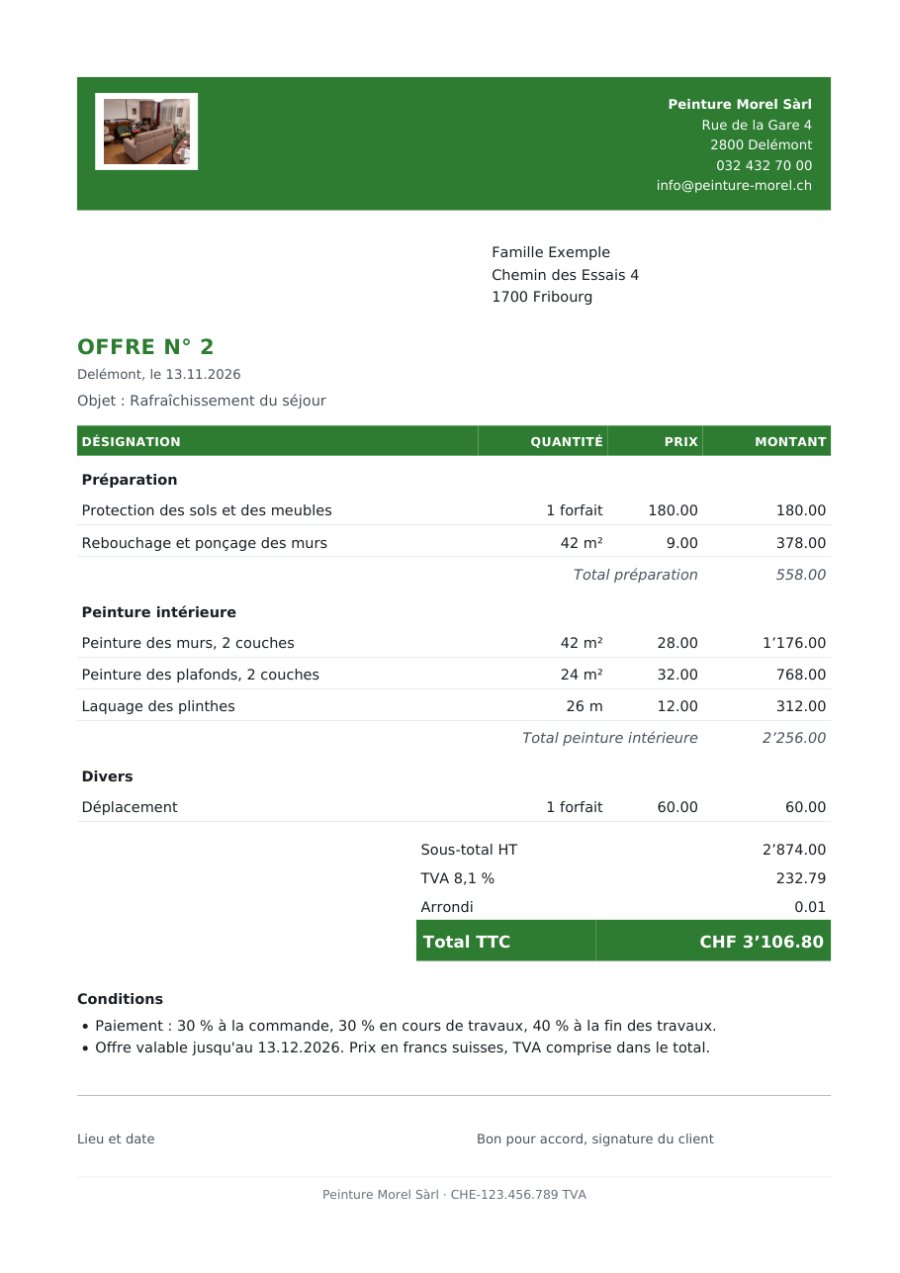 Peinture Morel Sàrl
Rue de la Gare 4
2800 Delémont
032 432 70 00
info@peinture-morel.ch
Famille Exemple
Chemin des Essais 4
1700 Fribourg
OFFRE N° 2
Delémont, le 13.11.2026
Objet : Rafraîchissement du séjour
DÉSIGNATION QUANTITÉ PRIX MONTANT
Préparation
Protection des sols et des meubles 1 forfait 180.00 180.00
Rebouchage et ponçage des murs 42 m² 9.00 378.00
Total préparation 558.00
Peinture intérieure
Peinture des murs, 2 couches 42 m² 28.00 1’176.00
Peinture des plafonds, 2 couches 24 m² 32.00 768.00
Laquage des plinthes 26 m 12.00 312.00
Total peinture intérieure 2’256.00
Divers
Déplacement 1 forfait 60.00 60.00
Sous-total HT 2’874.00
TVA 8,1 % 232.79
Arrondi 0.01
Total TTC CHF 3’106.80
Conditions
• Paiement : 30 % à la commande, 30 % en cours de travaux, 40 % à la fin des travaux.
• Offre valable jusqu'au 13.12.2026. Prix en francs suisses, TVA comprise dans le total.
Lieu et date Bon pour accord, signature du client
Peinture Morel Sàrl · CHE-123.456.789 TVA